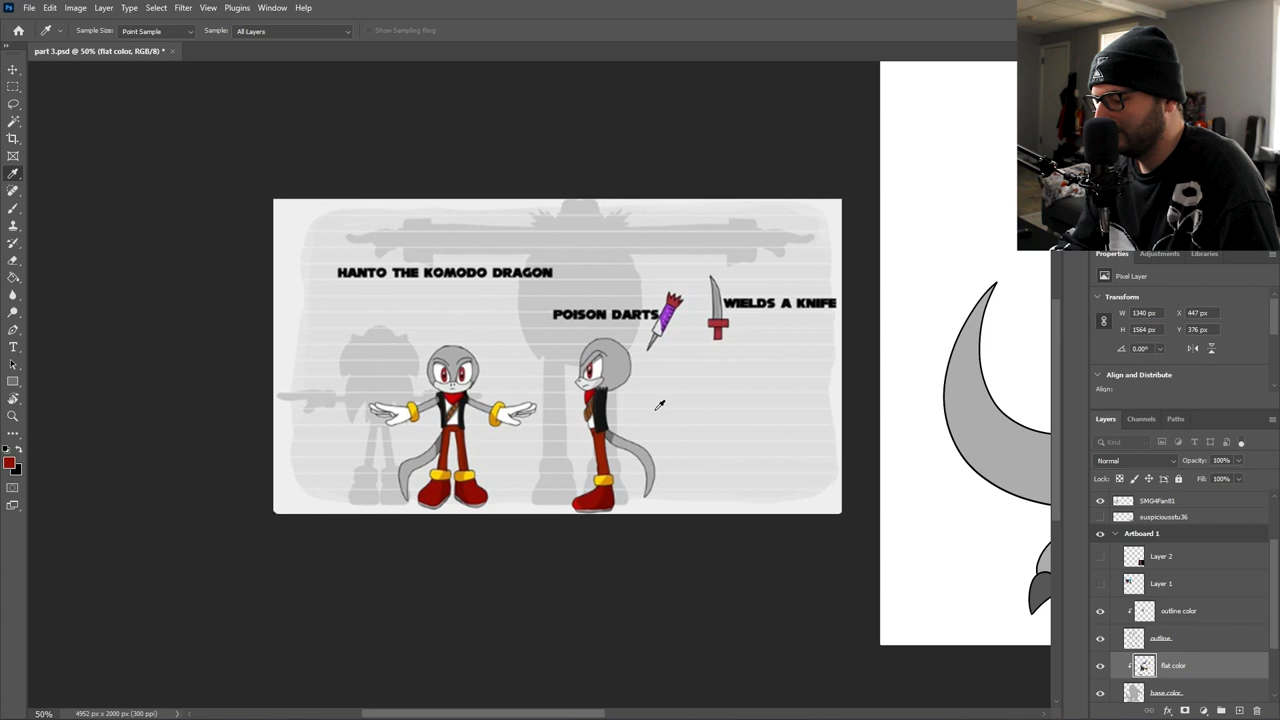 File Edit Image Layer Type Select Filter View Plugins Window Help
Sample Size: Point Sample Sample: All Layers Show Sampling Ring
part 3.psd @ 50% (flat color, RGB/8) *
HANTO THE KOMODO DRAGON
POISON DARTS
WIELDS A KNIFE
Properties Adjustments Libraries
Pixel Layer
Transform
W 1340 px X 447 px
H 1564 px Y 376 px
0.00°
Align and Distribute
Align:
Layers Channels Paths
Kind
Normal Opacity: 100%
Lock: Fill: 100%
SMG4Fan81
suspiciousstu36
Artboard 1
Layer 2
Layer 1
outline color
outline
flat color
base color
50% 4952 px x 2000 px (300 ppi)